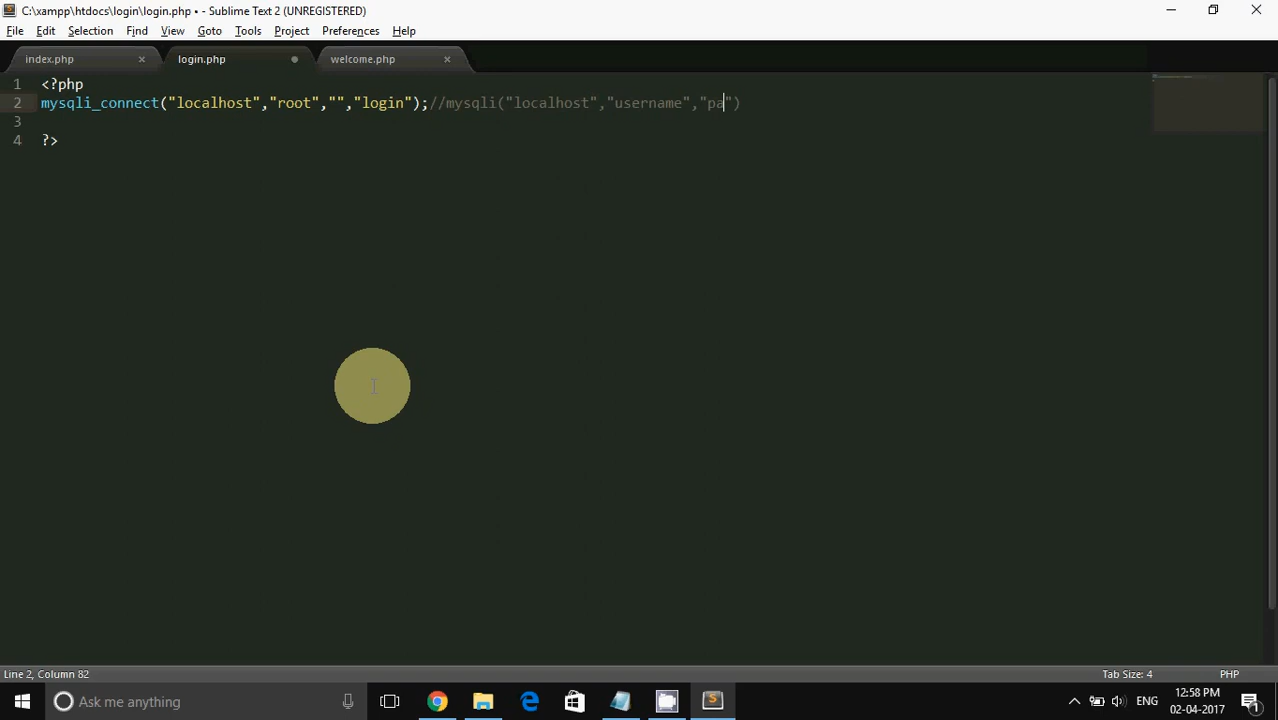 C:\xampp\htdocs\login\login.php • - Sublime Text 2 (UNREGISTERED)
File Edit Selection Find View Goto Tools Project Preferences Help
index.php × login.php welcome.php ×
1 <?php
2 mysqli_connect("localhost","root","","login");//mysqli("localhost","username","pa")
3
4 ?>
Line 2, Column 82 Tab Size: 4 PHP
Ask me anything
ENG
12:58 PM
02-04-2017
1